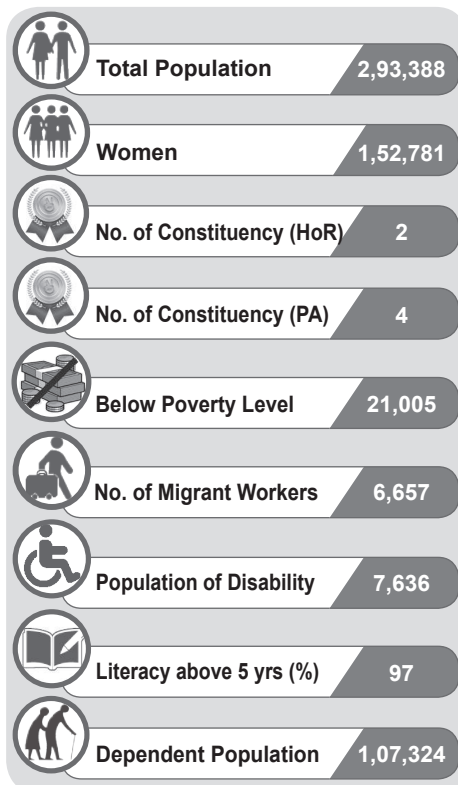 Total Population 2,93,388
Women 1,52,781
No. of Constituency (HoR) 2
No. of Constituency (PA) 4
Below Poverty Level 21,005
No. of Migrant Workers 6,657
Population of Disability 7,636
Literacy above 5 yrs (%) 97
Dependent Population 1,07,324